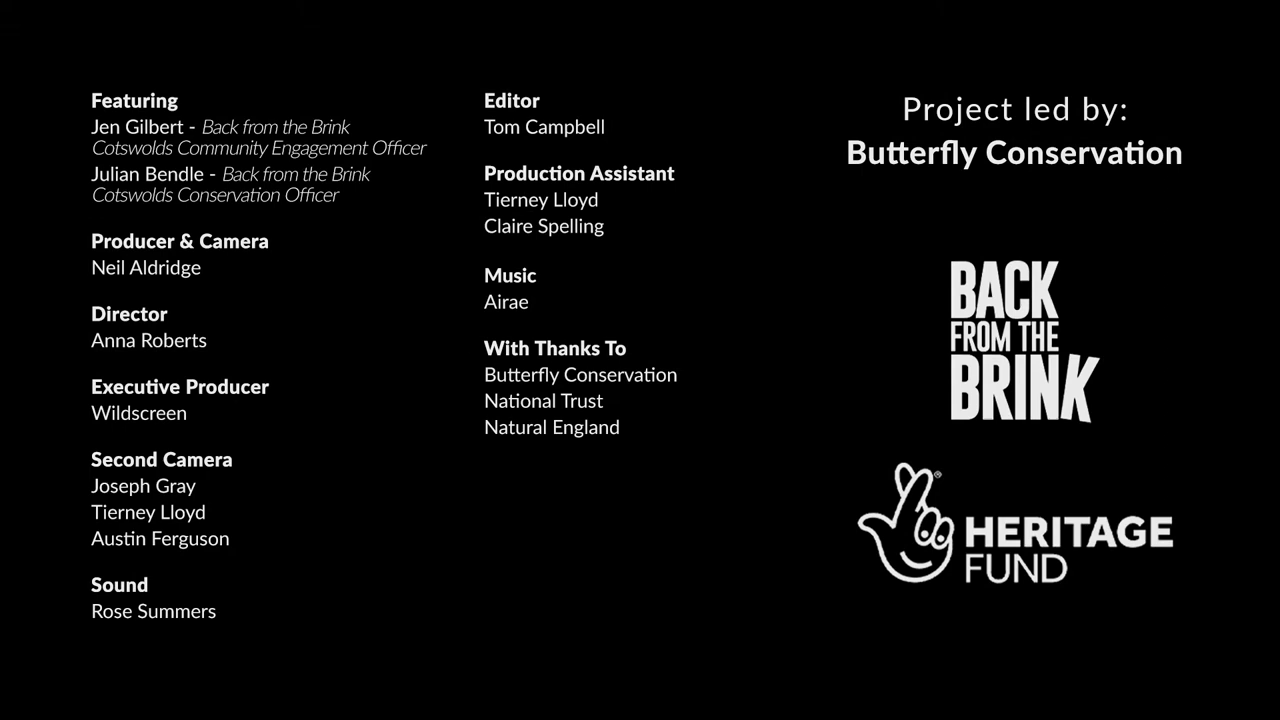 Featuring
Jen Gilbert - Back from the Brink
Cotswolds Community Engagement Officer
Julian Bendle - Back from the Brink
Cotswolds Conservation Officer
Producer & Camera
Neil Aldridge
Director
Anna Roberts
Executive Producer
Wildscreen
Second Camera
Joseph Gray
Tierney Lloyd
Austin Ferguson
Sound
Rose Summers
Editor
Tom Campbell
Production Assistant
Tierney Lloyd
Claire Spelling
Music
Airae
With Thanks To
Butterfly Conservation
National Trust
Natural England
Project led by:
Butterfly Conservation
BACK
FROM THE
BRINK
HERITAGE
FUND